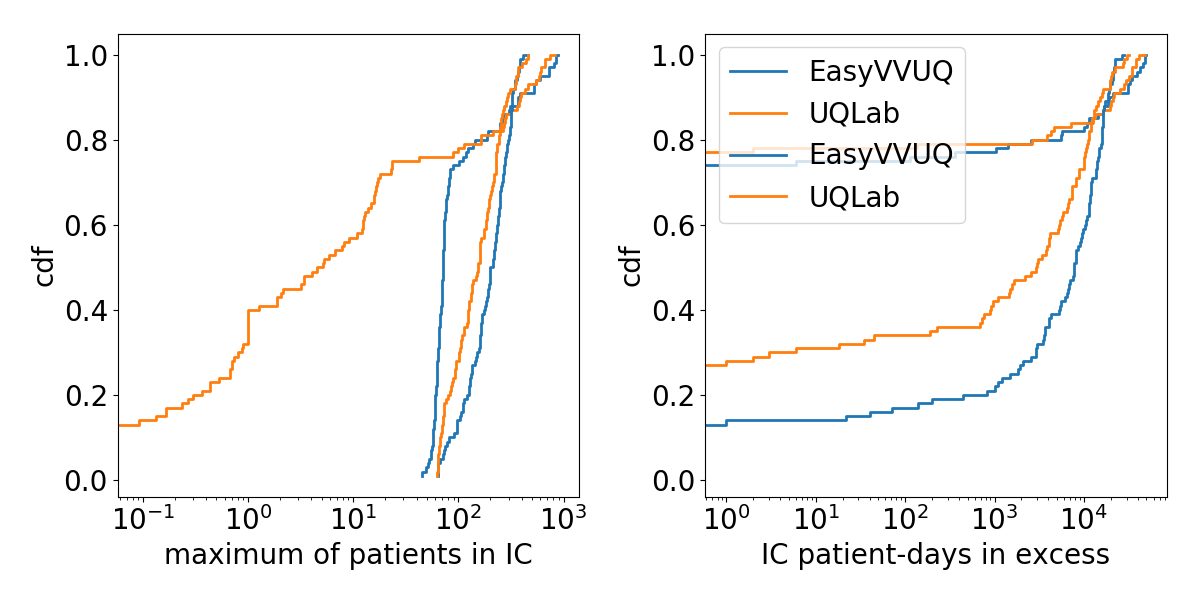 1.0
0.8
0.6
0.4
0.2
0.0
cdf
10⁻¹ 10⁰ 10¹ 10² 10³
maximum of patients in IC
EasyVVUQ
UQLab
EasyVVUQ
UQLab
1.0
0.8
0.6
0.4
0.2
0.0
cdf
10⁰ 10¹ 10² 10³ 10⁴
IC patient-days in excess